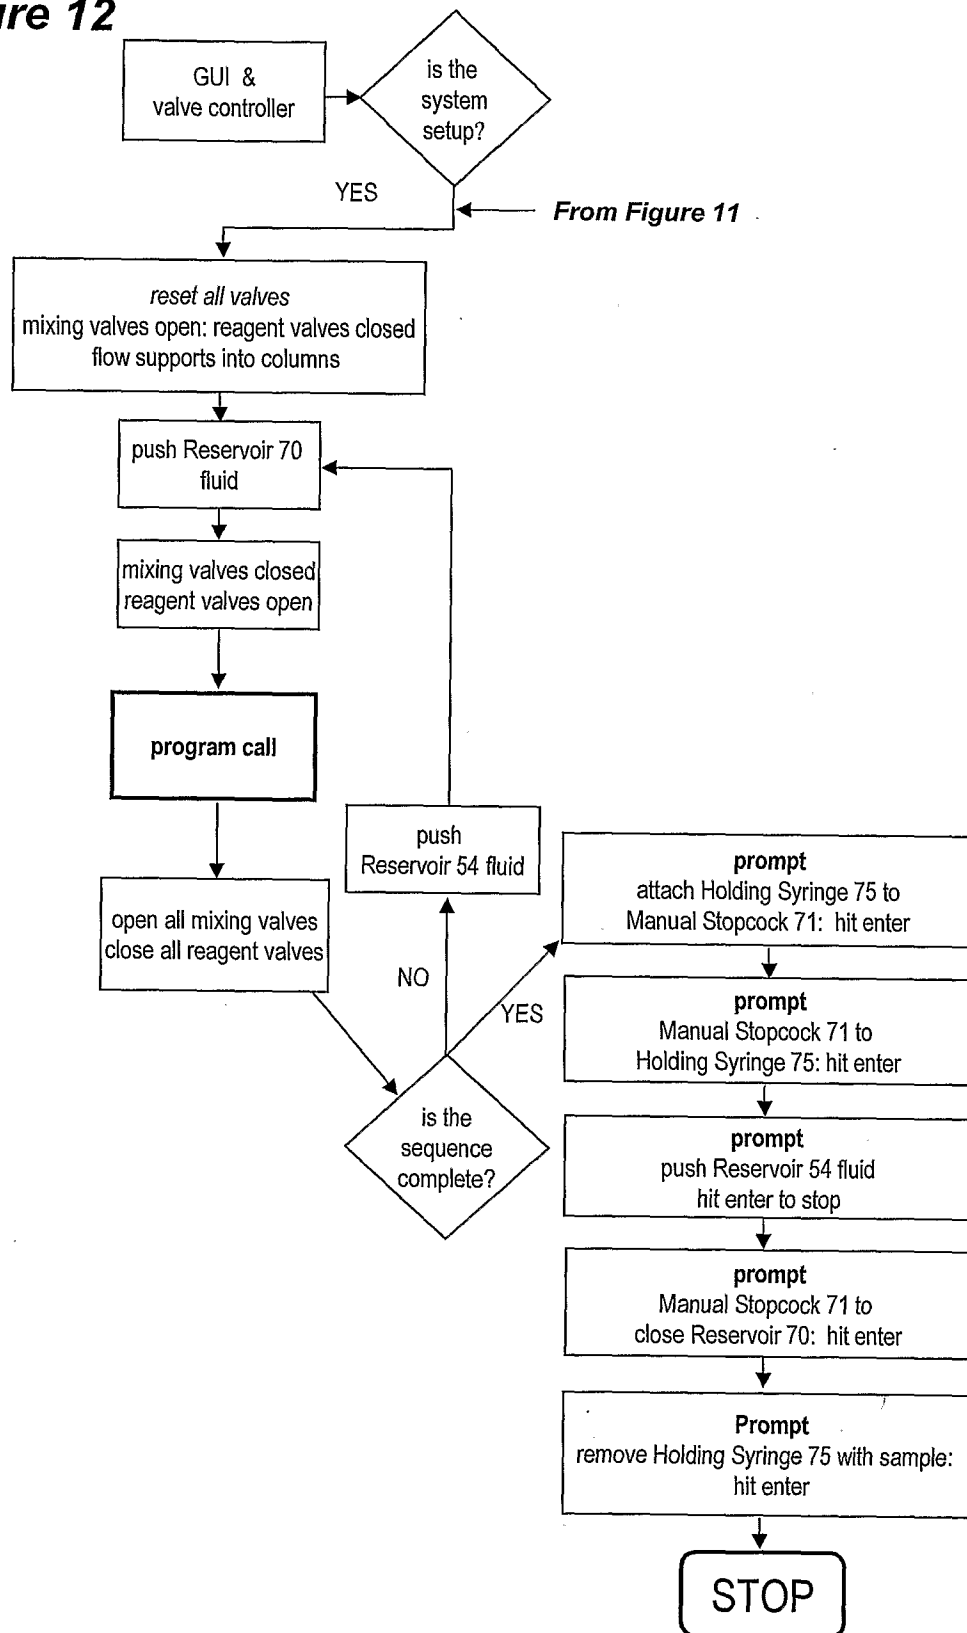 ure 12
GUI &
valve controller
is the
system
setup?
YES
From Figure 11
reset all valves
mixing valves open: reagent valves closed
flow supports into columns
push Reservoir 70
fluid
mixing valves closed
reagent valves open
program call
push
Reservoir 54 fluid
open all mixing valves
close all reagent valves
NO
YES
is the
sequence
complete?
prompt
attach Holding Syringe 75 to
Manual Stopcock 71: hit enter
prompt
Manual Stopcock 71 to
Holding Syringe 75: hit enter
prompt
push Reservoir 54 fluid
hit enter to stop
prompt
Manual Stopcock 71 to
close Reservoir 70: hit enter
Prompt
remove Holding Syringe 75 with sample:
hit enter
STOP